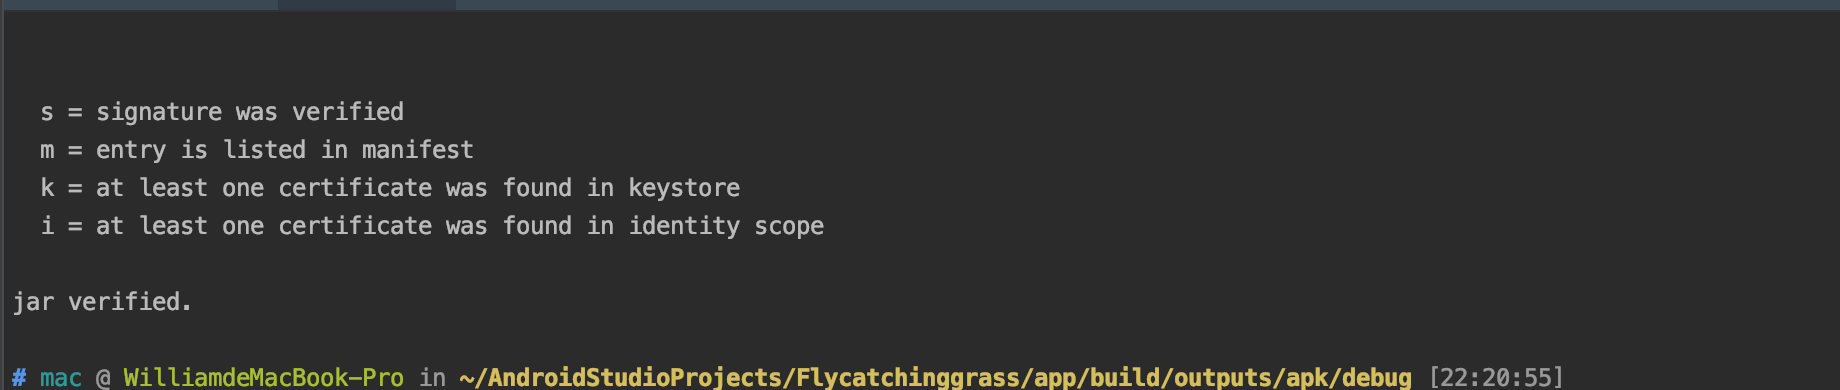 s = signature was verified
m = entry is listed in manifest
k = at least one certificate was found in keystore
i = at least one certificate was found in identity scope
jar verified.
# mac @ WilliamdeMacBook-Pro in ~/AndroidStudioProjects/Flycatchinggrass/app/build/outputs/apk/debug [22:20:55]